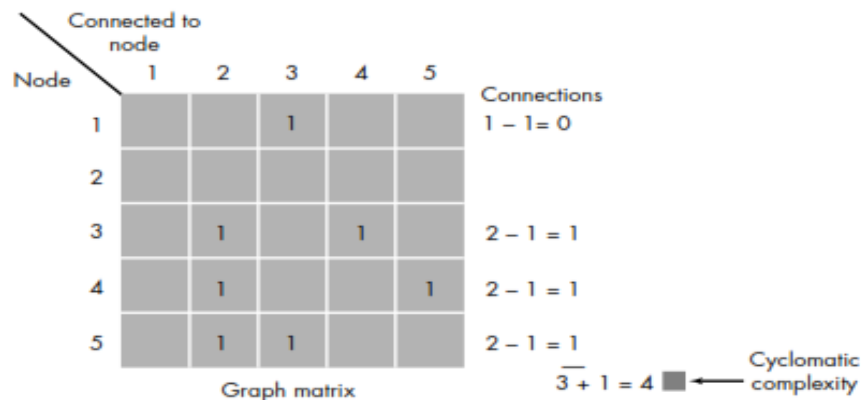 Connected to
node
Node
1 2 3 4 5
Connections
1 1 1 – 1= 0
2
3 1 1 2 – 1 = 1
4 1 1 2 – 1 = 1
5 1 1 2 – 1 = 1
3 + 1 = 4
Cyclomatic
complexity
Graph matrix